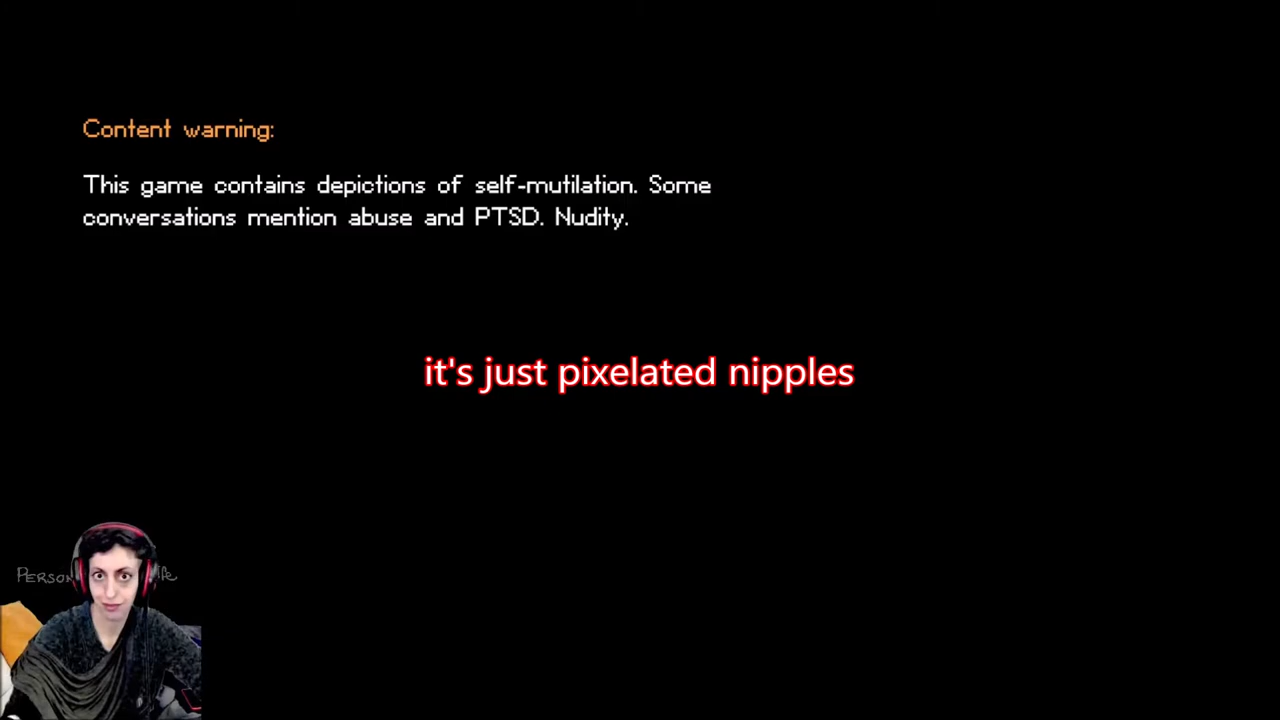 Content warning:
This game contains depictions of self-mutilation. Some
conversations mention abuse and PTSD. Nudity.
it's just pixelated nipples